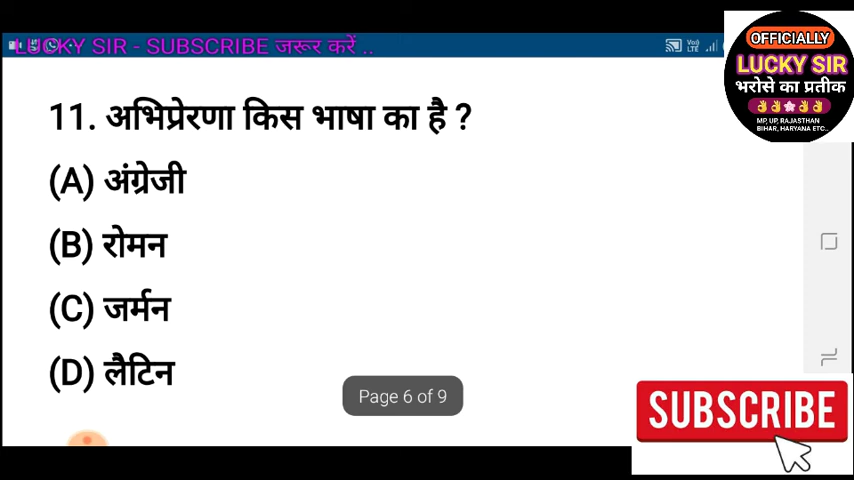 LUCKY SIR - SUBSCRIBE जरूर करें ..
OFFICIALLY
LUCKY SIR
भरोसे का प्रतीक
MP, UP, RAJASTHAN
BIHAR, HARYANA ETC..
11. अभिप्रेरणा किस भाषा का है ?
(A) अंग्रेजी
(B) रोमन
(C) जर्मन
(D) लैटिन
Page 6 of 9
SUBSCRIBE